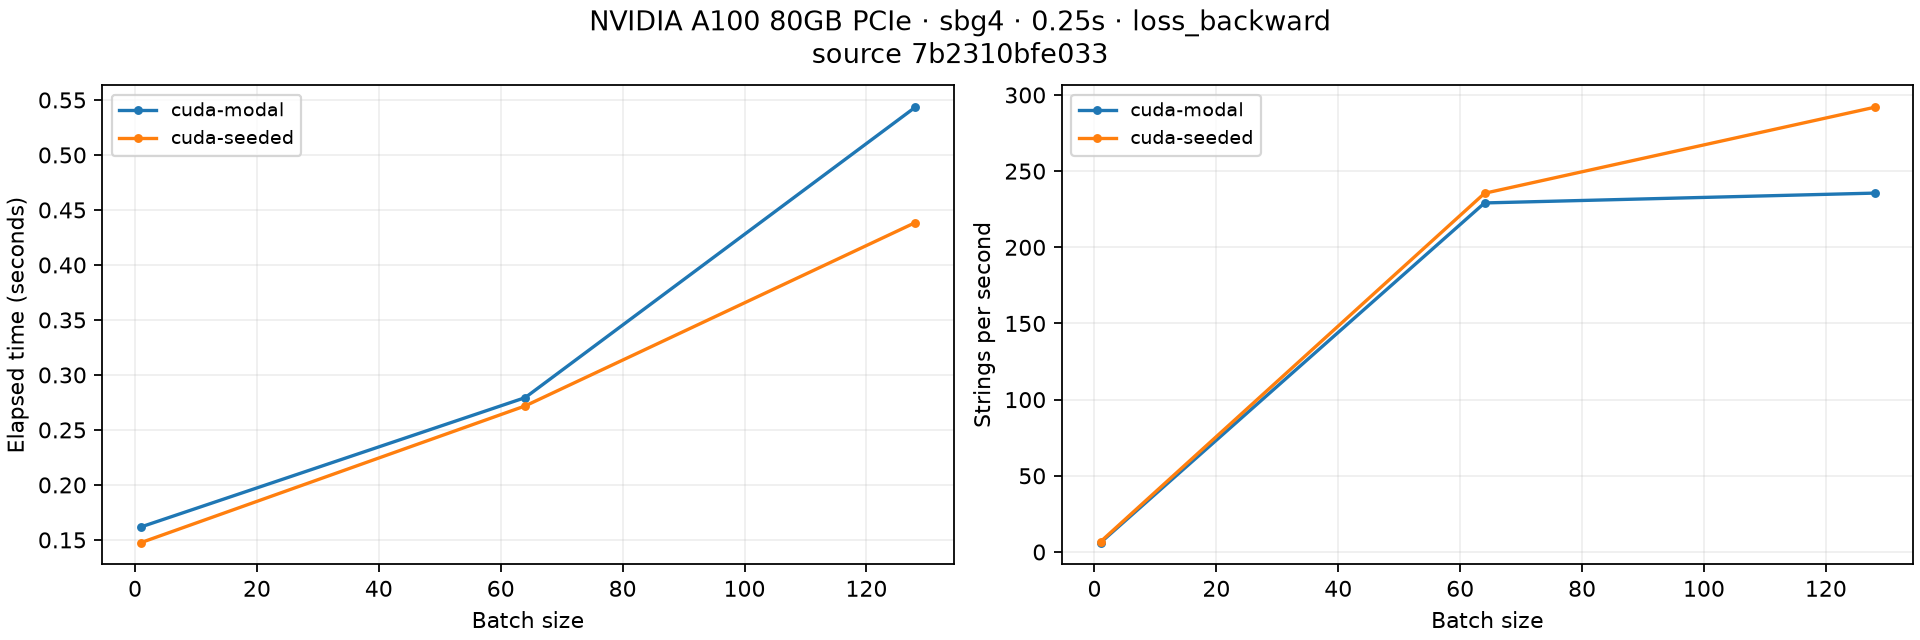 NVIDIA A100 80GB PCIe · sbg4 · 0.25s · loss_backward
source 7b2310bfe033
cuda-modal
cuda-seeded
Elapsed time (seconds)
0.55
0.50
0.45
0.40
0.35
0.30
0.25
0.20
0.15
0 20 40 60 80 100 120
Batch size
cuda-modal
cuda-seeded
Strings per second
300
250
200
150
100
50
0
0 20 40 60 80 100 120
Batch size